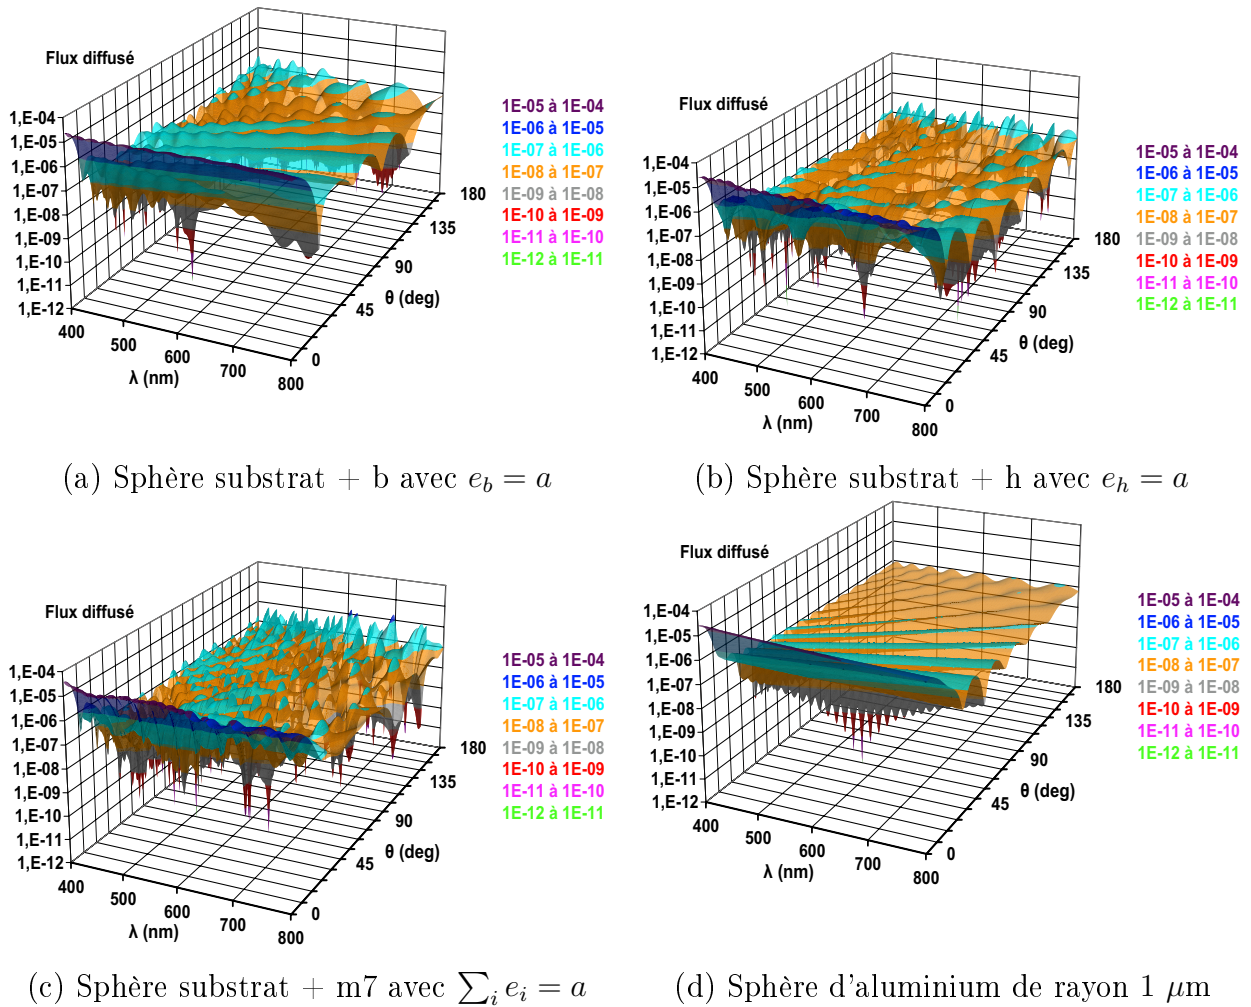 Flux diffusé
1,E-04
1,E-05
1,E-06
1,E-07
1,E-08
1,E-09
1,E-10
1,E-11
1,E-12
400
500
600
700
800
λ (nm)
0
45
90
135
180
θ (deg)
1E-05 à 1E-04
1E-06 à 1E-05
1E-07 à 1E-06
1E-08 à 1E-07
1E-09 à 1E-08
1E-10 à 1E-09
1E-11 à 1E-10
1E-12 à 1E-11
(a) Sphère substrat + b avec $e_b = a$
Flux diffusé
1,E-04
1,E-05
1,E-06
1,E-07
1,E-08
1,E-09
1,E-10
1,E-11
1,E-12
400
500
600
700
800
λ (nm)
0
45
90
135
180
θ (deg)
1E-05 à 1E-04
1E-06 à 1E-05
1E-07 à 1E-06
1E-08 à 1E-07
1E-09 à 1E-08
1E-10 à 1E-09
1E-11 à 1E-10
1E-12 à 1E-11
(b) Sphère substrat + h avec $e_h = a$
Flux diffusé
1,E-04
1,E-05
1,E-06
1,E-07
1,E-08
1,E-09
1,E-10
1,E-11
1,E-12
400
500
600
700
800
λ (nm)
0
45
90
135
180
θ (deg)
1E-05 à 1E-04
1E-06 à 1E-05
1E-07 à 1E-06
1E-08 à 1E-07
1E-09 à 1E-08
1E-10 à 1E-09
1E-11 à 1E-10
1E-12 à 1E-11
(c) Sphère substrat + m7 avec $\sum_i e_i = a$
Flux diffusé
1,E-04
1,E-05
1,E-06
1,E-07
1,E-08
1,E-09
1,E-10
1,E-11
1,E-12
400
500
600
700
800
λ (nm)
0
45
90
135
180
θ (deg)
1E-05 à 1E-04
1E-06 à 1E-05
1E-07 à 1E-06
1E-08 à 1E-07
1E-09 à 1E-08
1E-10 à 1E-09
1E-11 à 1E-10
1E-12 à 1E-11
(d) Sphère d'aluminium de rayon 1 μm